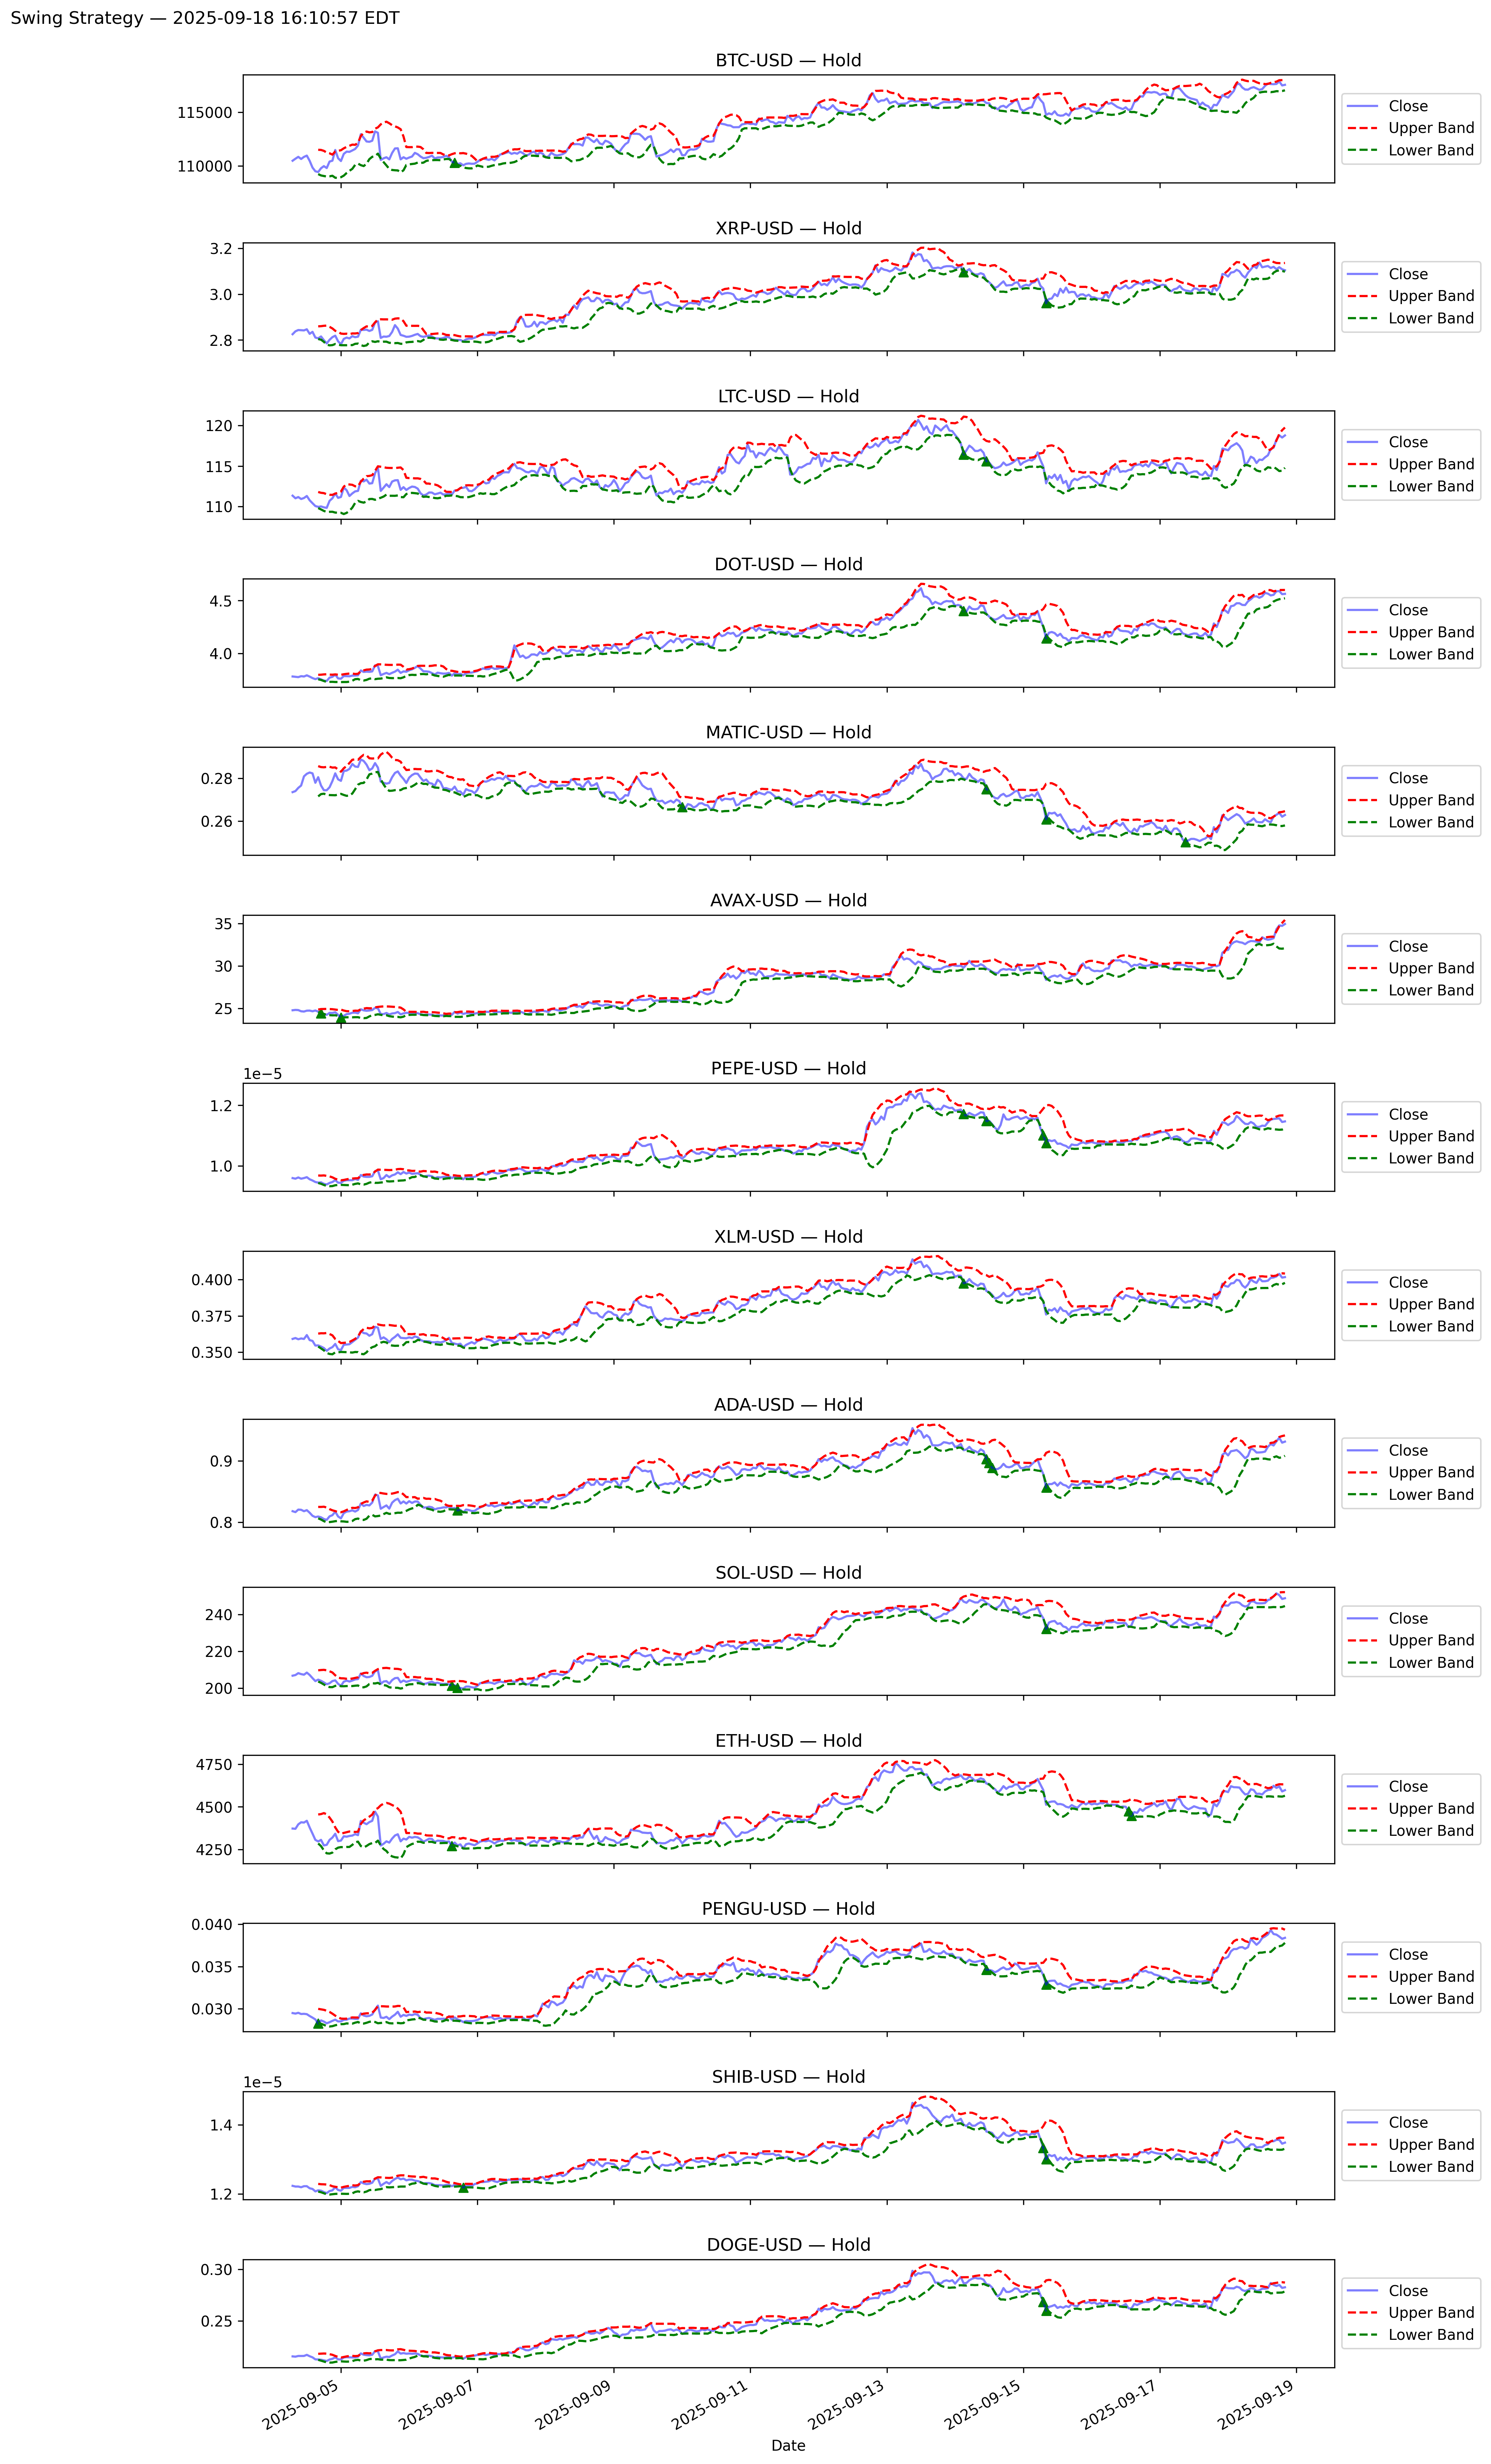 Swing Strategy — 2025-09-18 16:10:57 EDT
BTC-USD — Hold
115000
110000
Close
Upper Band
Lower Band
XRP-USD — Hold
3.2
3.0
2.8
Close
Upper Band
Lower Band
LTC-USD — Hold
120
115
110
Close
Upper Band
Lower Band
DOT-USD — Hold
4.5
4.0
Close
Upper Band
Lower Band
MATIC-USD — Hold
0.28
0.26
Close
Upper Band
Lower Band
AVAX-USD — Hold
35
30
25
Close
Upper Band
Lower Band
PEPE-USD — Hold
1e−5
1.2
1.0
Close
Upper Band
Lower Band
XLM-USD — Hold
0.400
0.375
0.350
Close
Upper Band
Lower Band
ADA-USD — Hold
0.9
0.8
Close
Upper Band
Lower Band
SOL-USD — Hold
240
220
200
Close
Upper Band
Lower Band
ETH-USD — Hold
4750
4500
4250
Close
Upper Band
Lower Band
PENGU-USD — Hold
0.040
0.035
0.030
Close
Upper Band
Lower Band
SHIB-USD — Hold
1e−5
1.4
1.2
Close
Upper Band
Lower Band
DOGE-USD — Hold
0.30
0.25
Close
Upper Band
Lower Band
2025-09-05
2025-09-07
2025-09-09
2025-09-11
2025-09-13
2025-09-15
2025-09-17
2025-09-19
Date